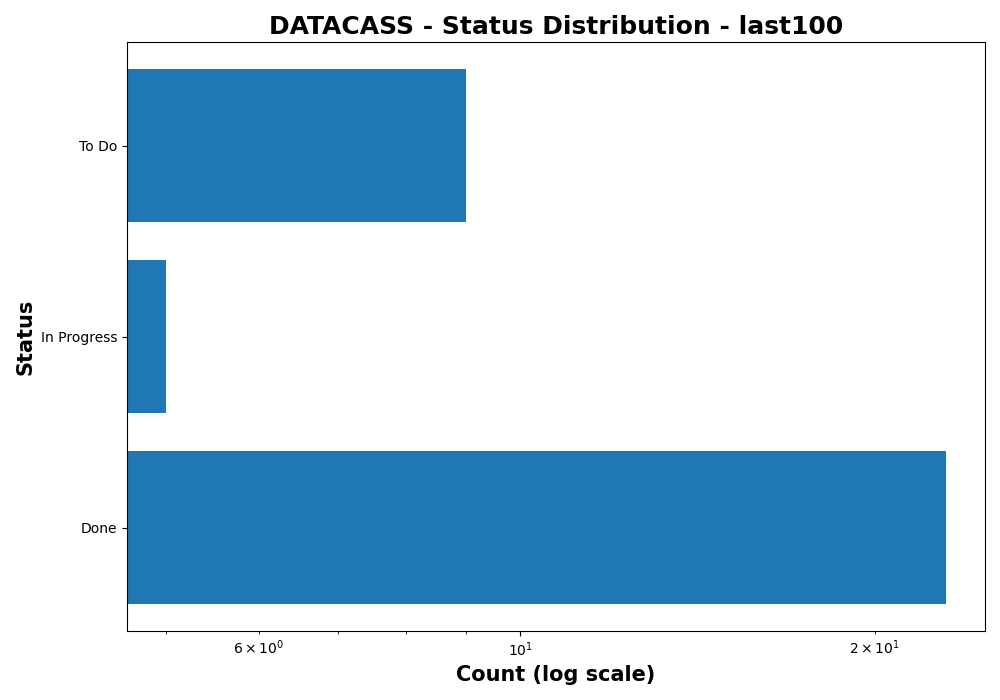 DATACASS - Status Distribution - last100
Status
To Do
In Progress
Done
6 × 10⁰
10¹
2 × 10¹
Count (log scale)